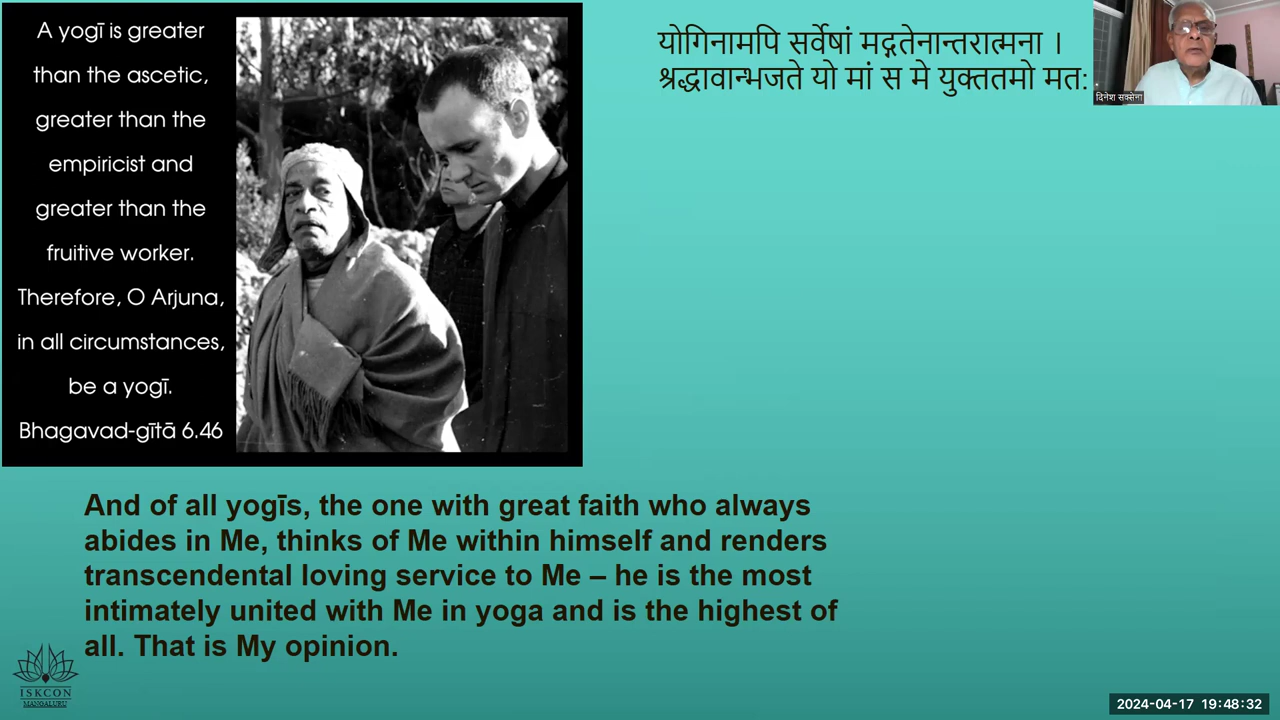 A yogī is greater
than the ascetic,
greater than the
empiricist and
greater than the
fruitive worker.
Therefore, O Arjuna,
in all circumstances,
be a yogī.
Bhagavad-gītā 6.46
योगिनामपि सर्वेषां मद्गतेनान्तरात्मना ।
श्रद्धावान्भजते यो मां स मे युक्ततमो मत:
दिनेश सक्सेना
And of all yogīs, the one with great faith who always
abides in Me, thinks of Me within himself and renders
transcendental loving service to Me – he is the most
intimately united with Me in yoga and is the highest of
all. That is My opinion.
ISKCON
MANGALURU
2024-04-17 19:48:32